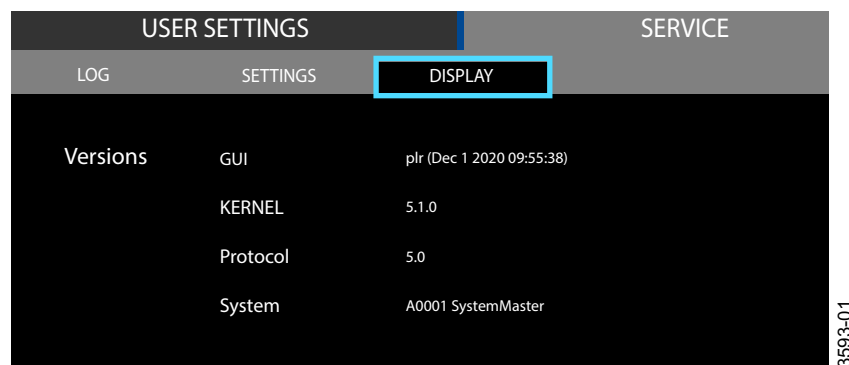 USER SETTINGS SERVICE
LOG SETTINGS DISPLAY
Versions GUI plr (Dec 1 2020 09:55:38)
KERNEL 5.1.0
Protocol 5.0
System A0001 SystemMaster
3593-01